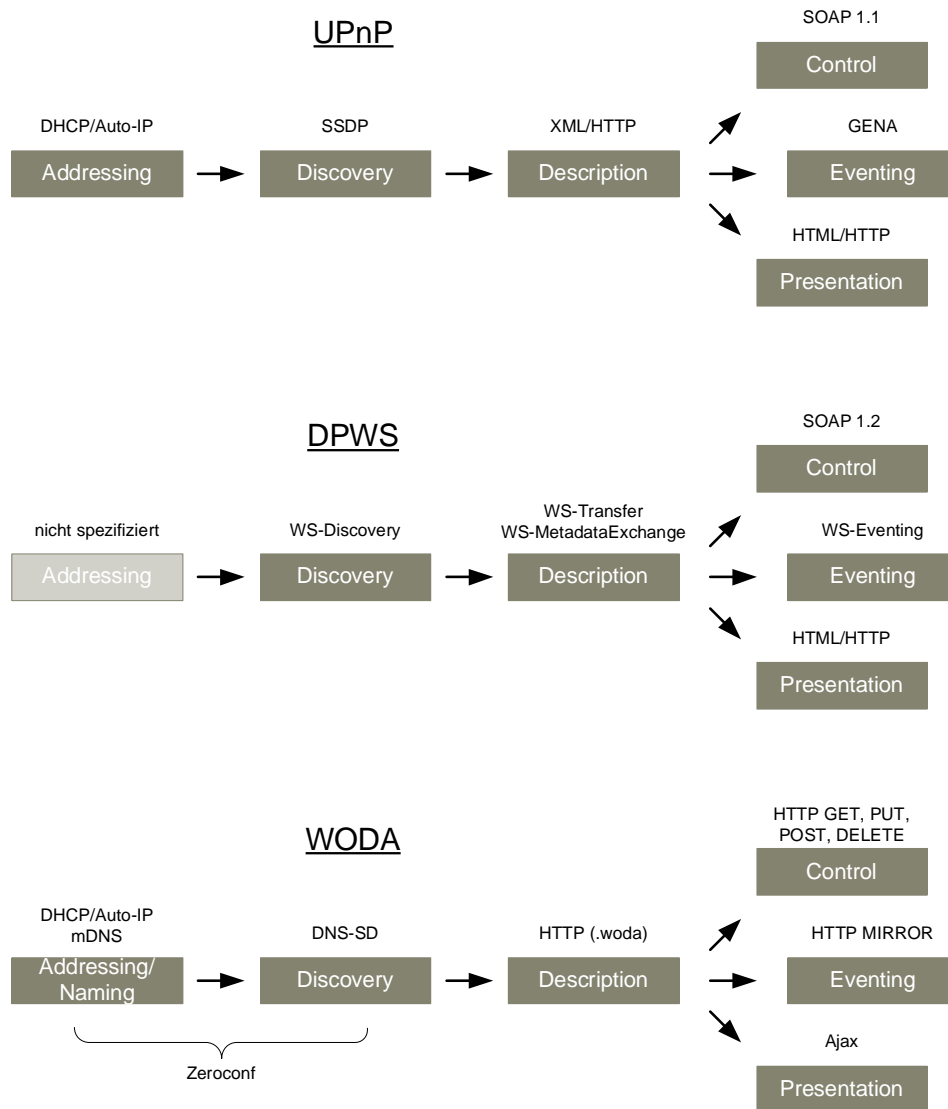 UPnP
SOAP 1.1
Control
DHCP/Auto-IP
Addressing
SSDP
Discovery
XML/HTTP
Description
GENA
Eventing
HTML/HTTP
Presentation
DPWS
SOAP 1.2
Control
nicht spezifiziert
Addressing
WS-Discovery
Discovery
WS-Transfer
WS-MetadataExchange
Description
WS-Eventing
Eventing
HTML/HTTP
Presentation
WODA
HTTP GET, PUT,
POST, DELETE
Control
DHCP/Auto-IP
mDNS
Addressing/
Naming
DNS-SD
Discovery
HTTP (.woda)
Description
HTTP MIRROR
Eventing
Ajax
Presentation
Zeroconf